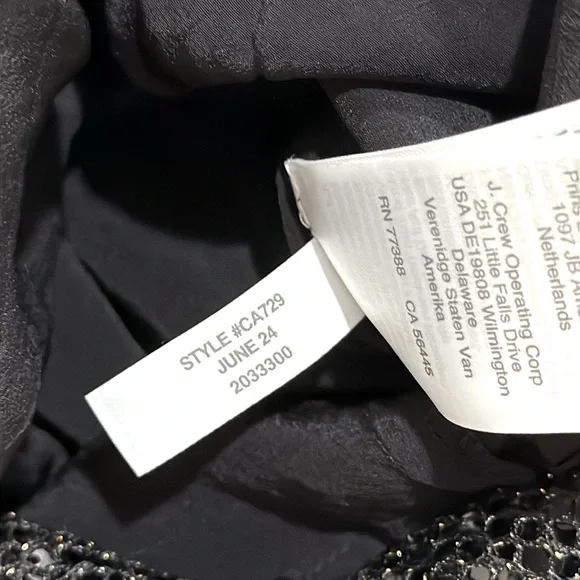 STYLE #CA729
JUNE 24
2033300
1097 JB
Netherlands
J. Crew Operating Corp
251 Little Falls Drive
USA DE19808 Wilmington
Delaware
Verenidge Staten Van
Amerika
RN 77388 CA 56445